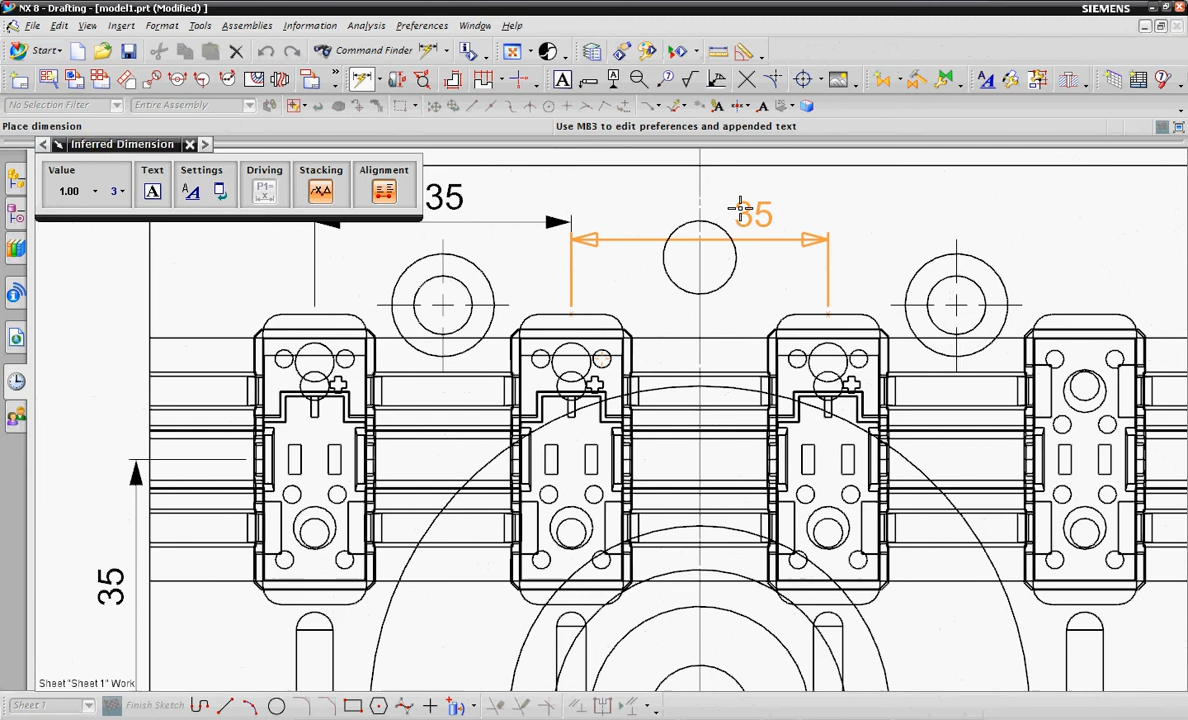 NX 8 - Drafting - [model1.prt (Modified) ]
SIEMENS
File Edit View Insert Format Tools Assemblies Information Analysis Preferences Window Help
Start
Command Finder
No Selection Filter
Entire Assembly
Place dimension
Use MB3 to edit preferences and appended text
Inferred Dimension
Value
Text
Settings
Driving
Stacking
Alignment
1.00
3
A
P1=
x
35
35
35
Sheet "Sheet 1" Work
Sheet 1
Finish Sketch